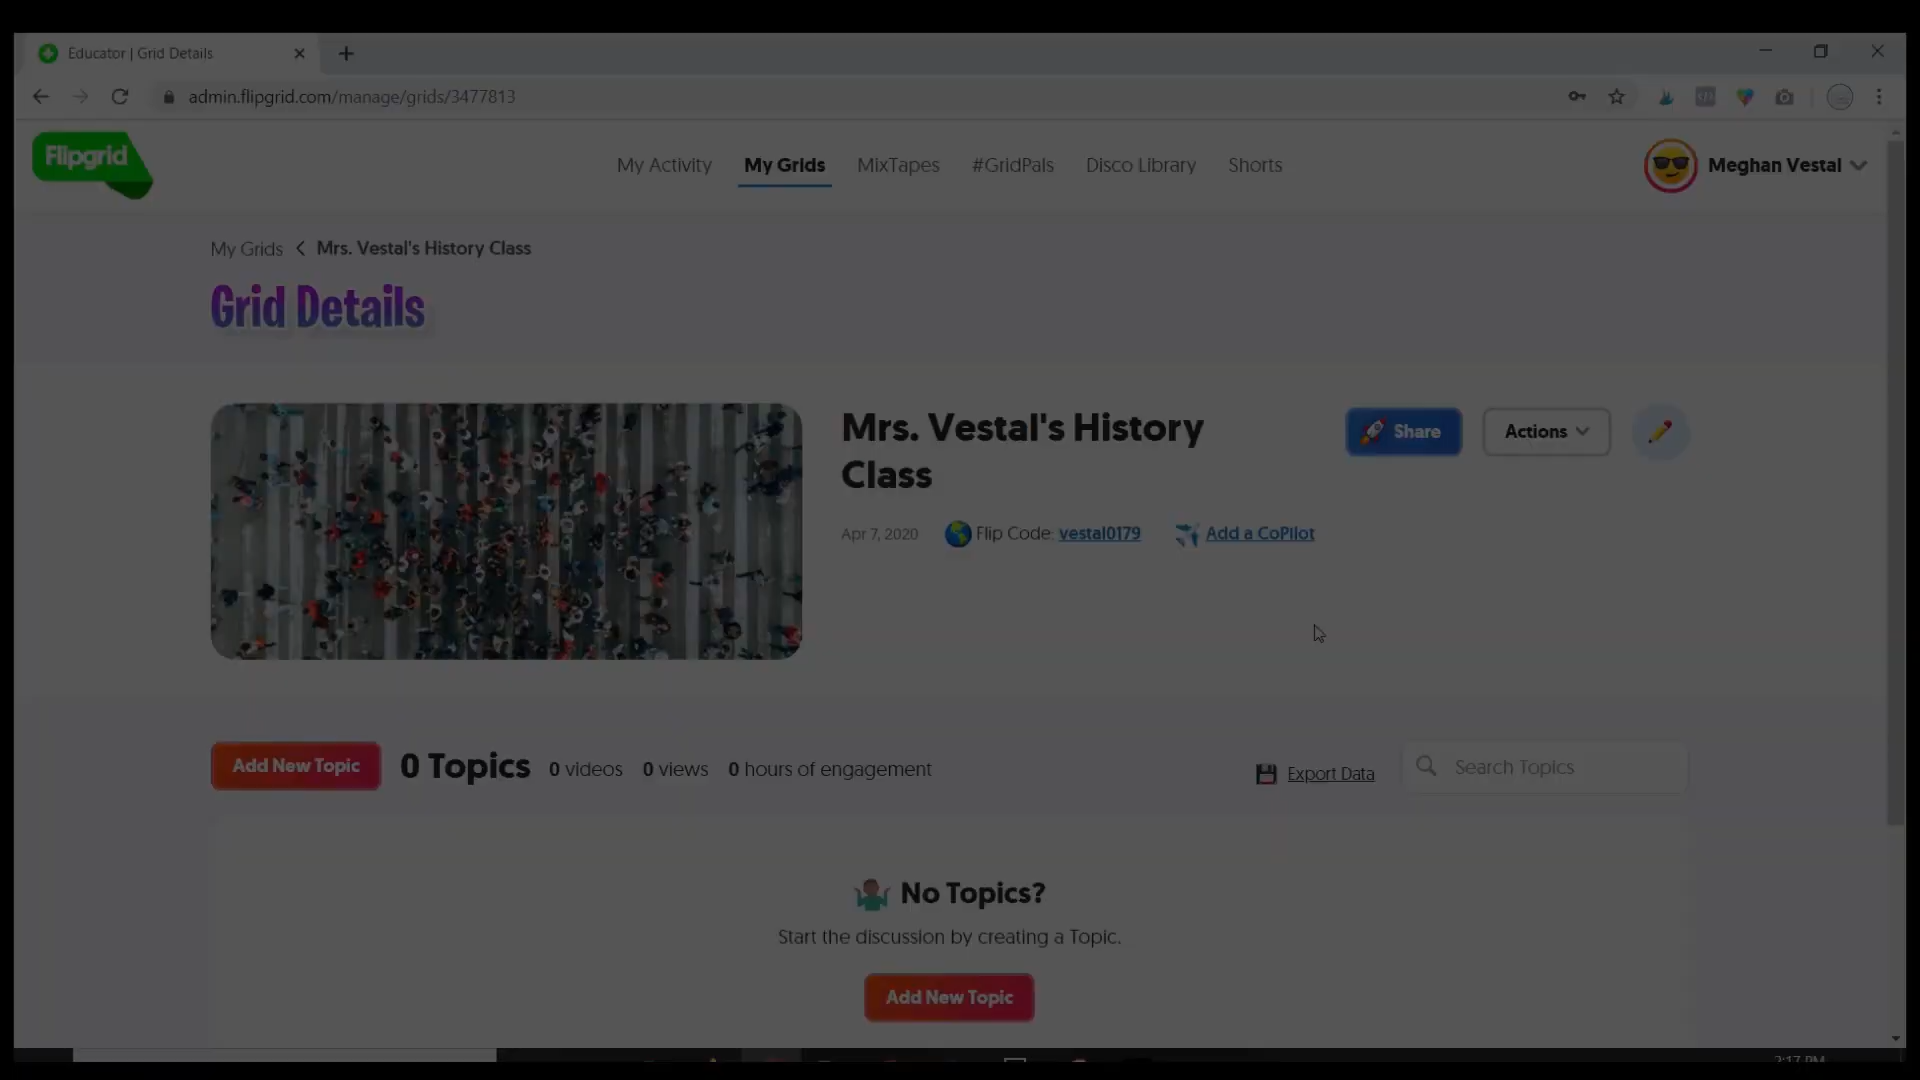 Educator | Grid Details
admin.flipgrid.com/manage/grids/3477813
Flipgrid
My Activity My Grids MixTapes #GridPals Disco Library Shorts
Meghan Vestal
My Grids < Mrs. Vestal's History Class
Grid Details
Mrs. Vestal's History
Class
Share
Actions
Apr 7, 2020 Flip Code: vestal0179 Add a CoPilot
Add New Topic 0 Topics 0 videos 0 views 0 hours of engagement
Export Data
Search Topics
No Topics?
Start the discussion by creating a Topic.
Add New Topic
2:17 PM